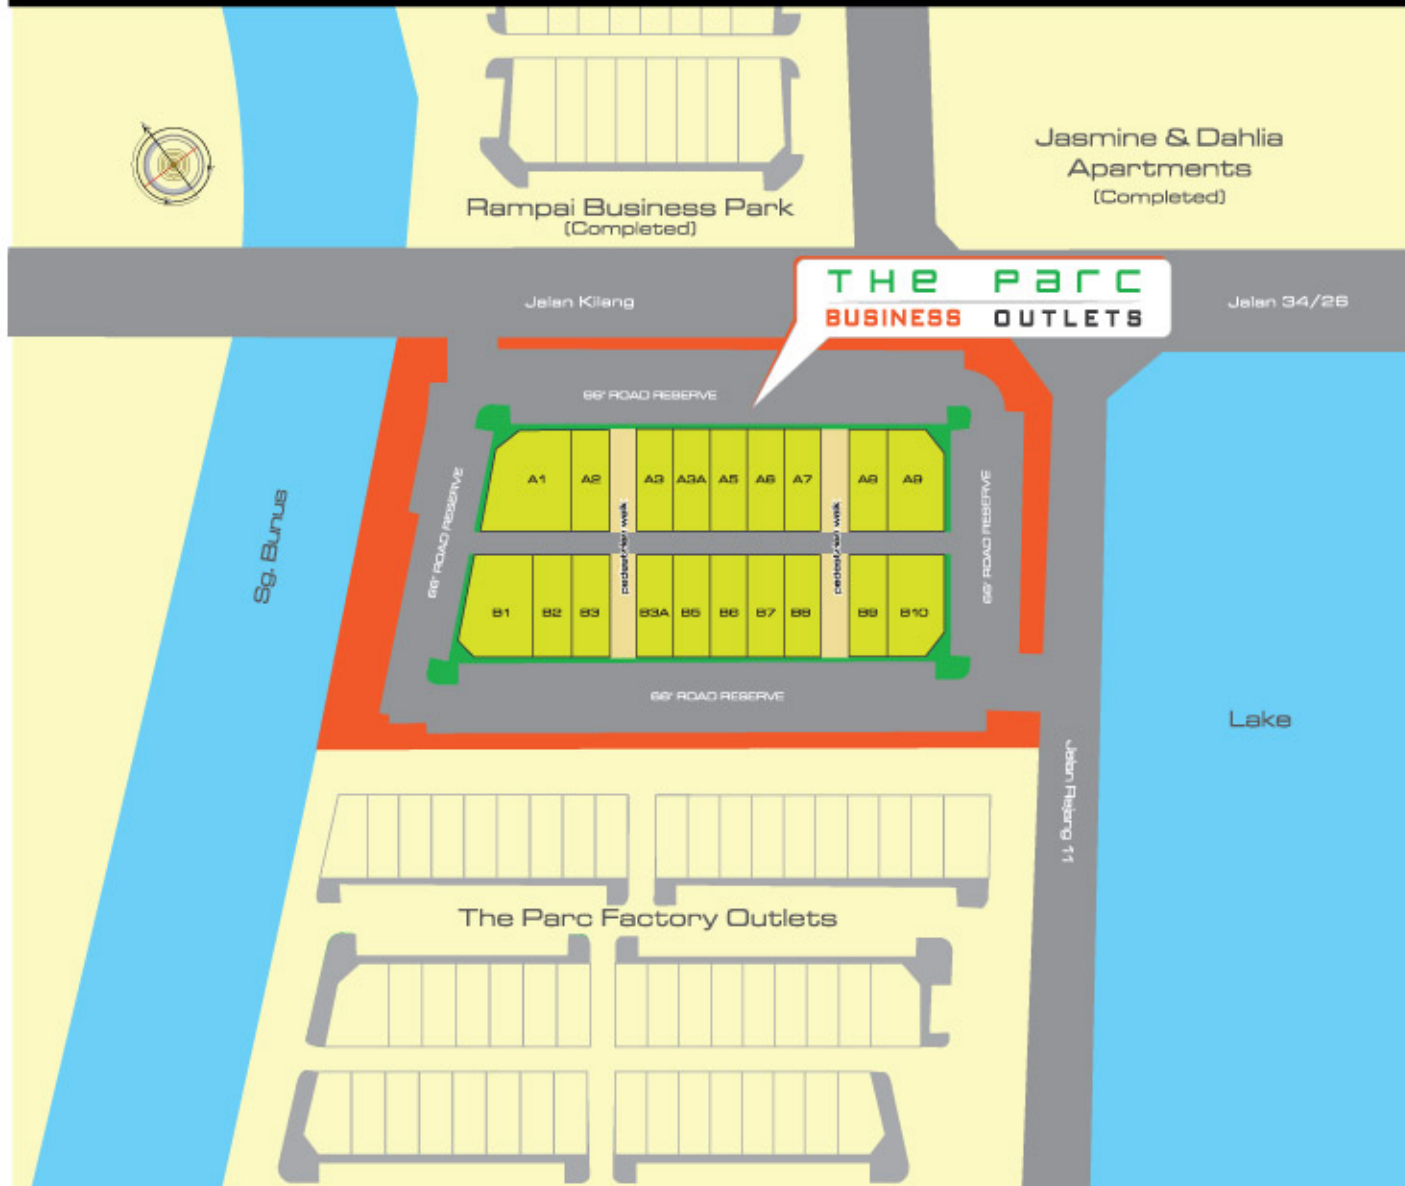 Jasmine & Dahlia
Apartments
(Completed)
Rampai Business Park
(Completed)
THE PARC
BUSINESS OUTLETS
Jalan Kilang
Jalan 34/26
66' ROAD RESERVE
A1
A2
A3
A3A
A5
A6
A7
A8
A9
66' ROAD RESERVE
66' ROAD RESERVE
pedestrian walk
pedestrian walk
Sg. Bunus
B1
B2
B3
B3A
B5
B6
B7
B8
B9
B10
66' ROAD RESERVE
Lake
Jalan Rejang 11
The Parc Factory Outlets